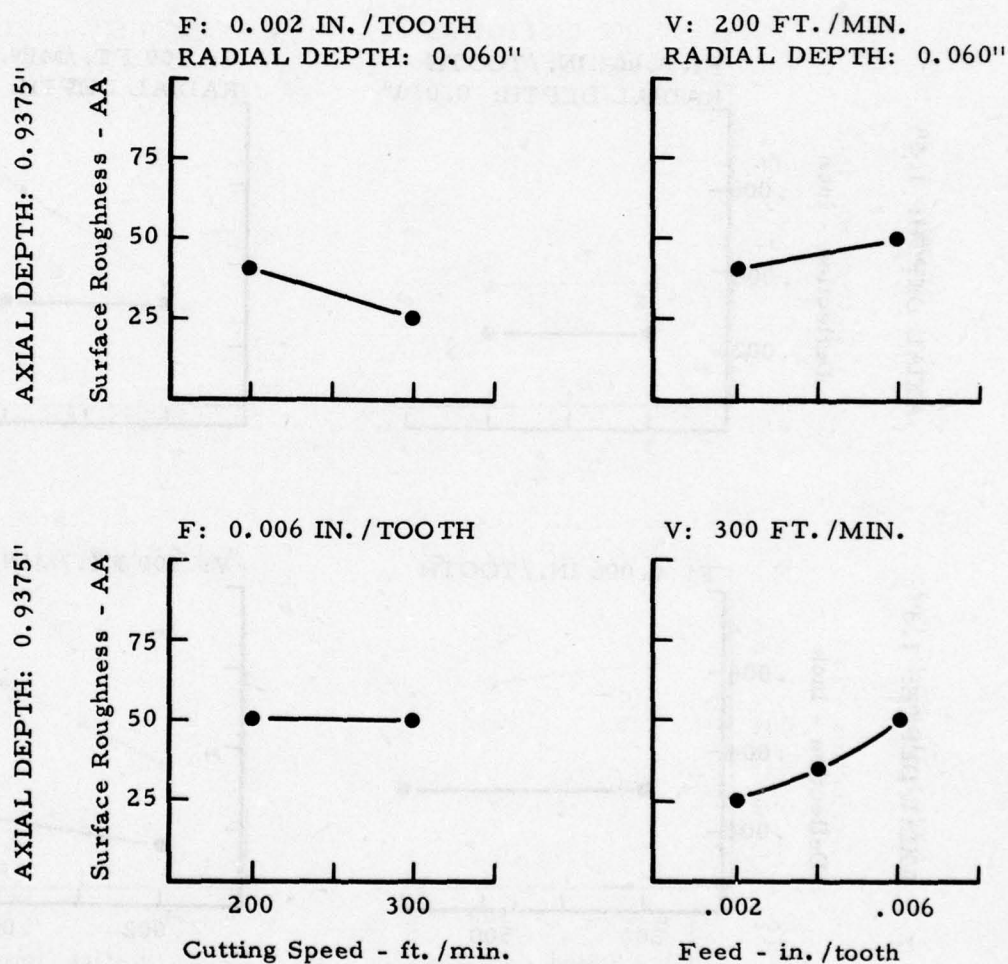 F: 0.002 IN./TOOTH
RADIAL DEPTH: 0.060"
V: 200 FT./MIN.
RADIAL DEPTH: 0.060"
AXIAL DEPTH: 0.9375"
Surface Roughness - AA
75
50
25
F: 0.006 IN./TOOTH
V: 300 FT./MIN.
AXIAL DEPTH: 0.9375"
Surface Roughness - AA
75
50
25
200 300
.002 .006
Cutting Speed - ft./min.
Feed - in./tooth